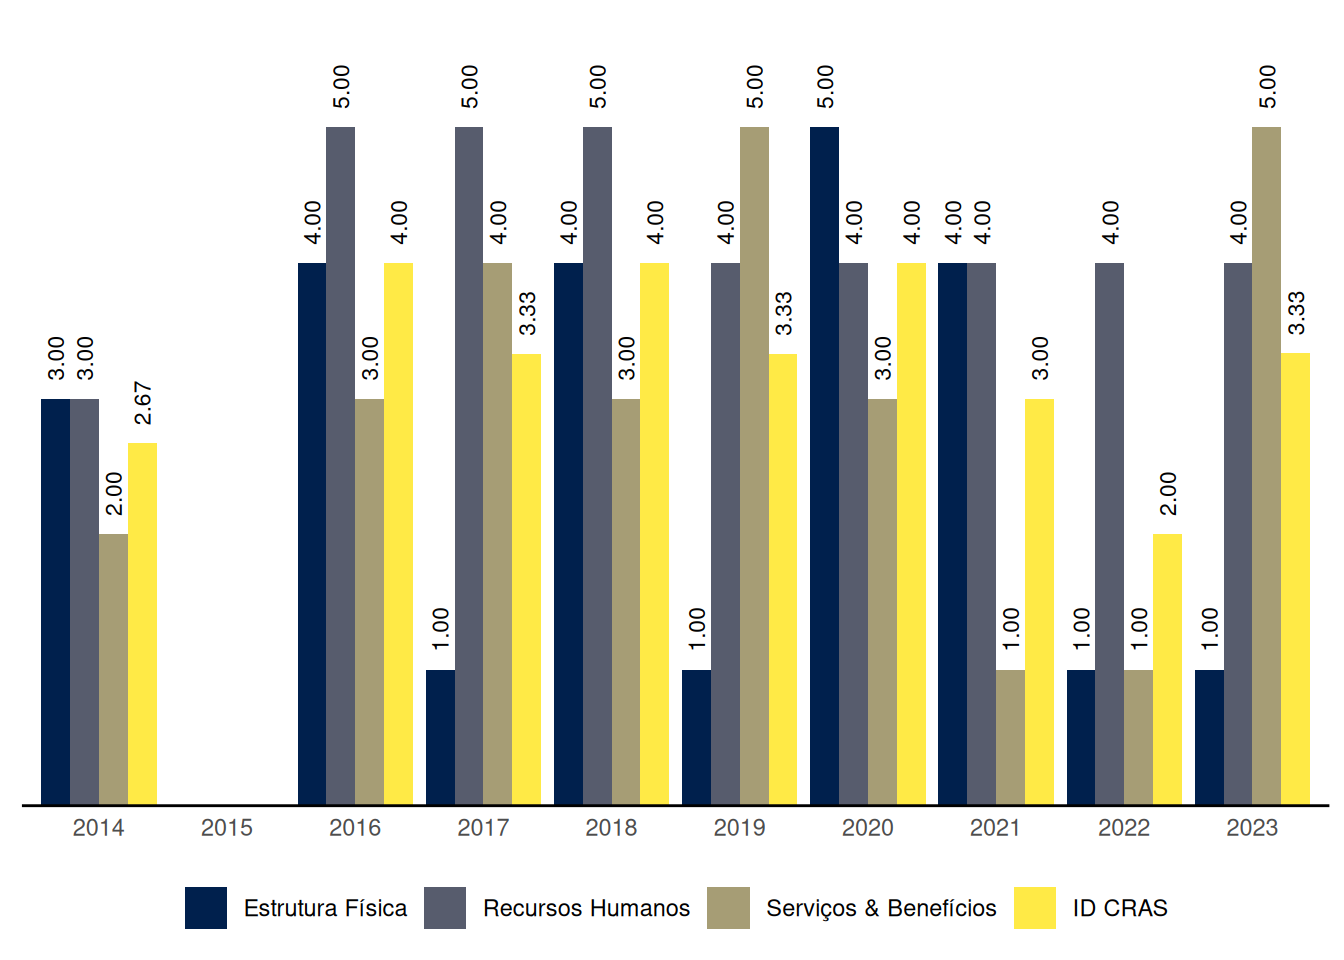 3.00 3.00 2.00 2.67
4.00 5.00 3.00 4.00
1.00 5.00 4.00 3.33
4.00 5.00 3.00 4.00
1.00 4.00 5.00 3.33
5.00 4.00 3.00 4.00
4.00 4.00 1.00 3.00
1.00 4.00 1.00 2.00
1.00 4.00 5.00 3.33
2014 2015 2016 2017 2018 2019 2020 2021 2022 2023
Estrutura Física Recursos Humanos Serviços & Benefícios ID CRAS